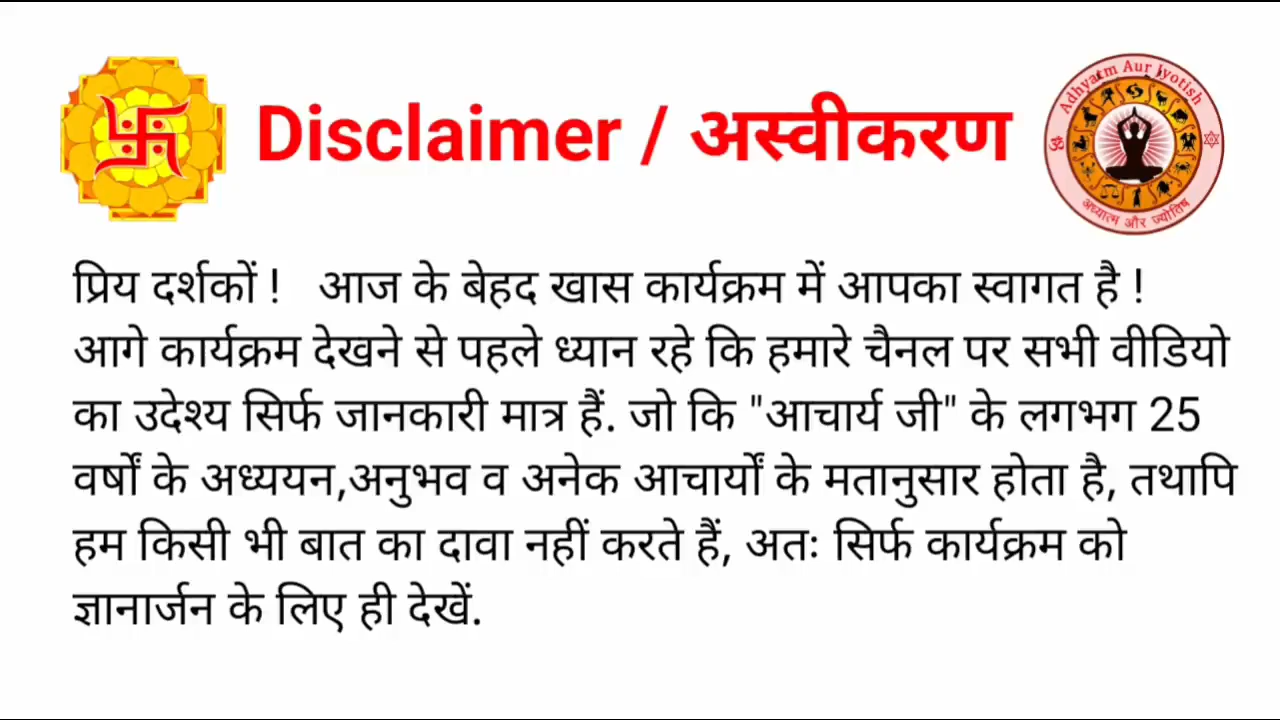 Disclaimer / अस्वीकरण
Adhyatm Aur Jyotish
ॐ
अध्यात्म और ज्योतिष
प्रिय दर्शकों ! आज के बेहद खास कार्यक्रम में आपका स्वागत है !
आगे कार्यक्रम देखने से पहले ध्यान रहे कि हमारे चैनल पर सभी वीडियो
का उदेश्य सिर्फ जानकारी मात्र हैं. जो कि "आचार्य जी" के लगभग 25
वर्षों के अध्ययन,अनुभव व अनेक आचार्यों के मतानुसार होता है, तथापि
हम किसी भी बात का दावा नहीं करते हैं, अतः सिर्फ कार्यक्रम को
ज्ञानार्जन के लिए ही देखें.